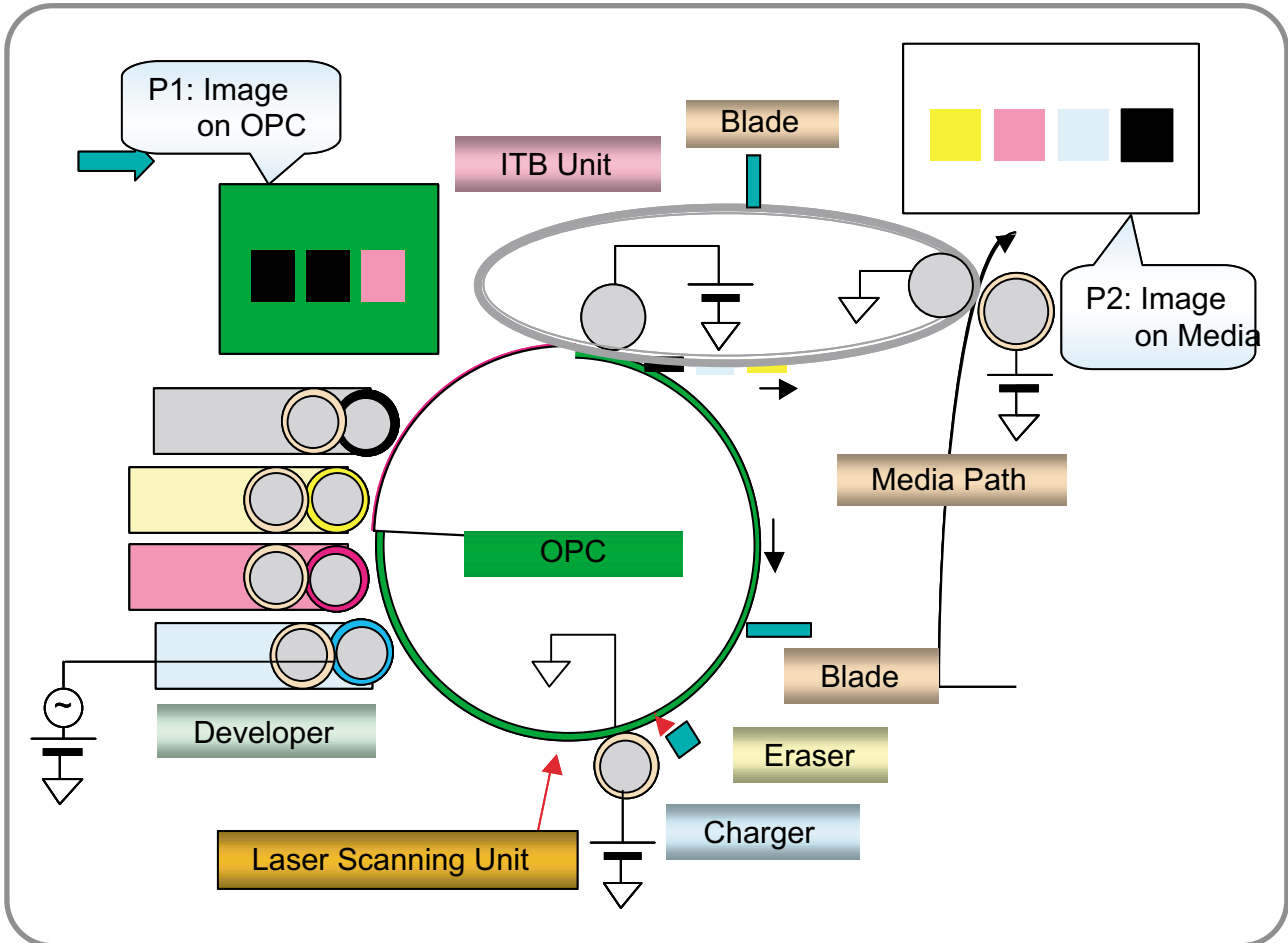 P1: Image
on OPC
Blade
ITB Unit
P2: Image
on Media
Media Path
OPC
Blade
~
Developer
Eraser
Charger
Laser Scanning Unit